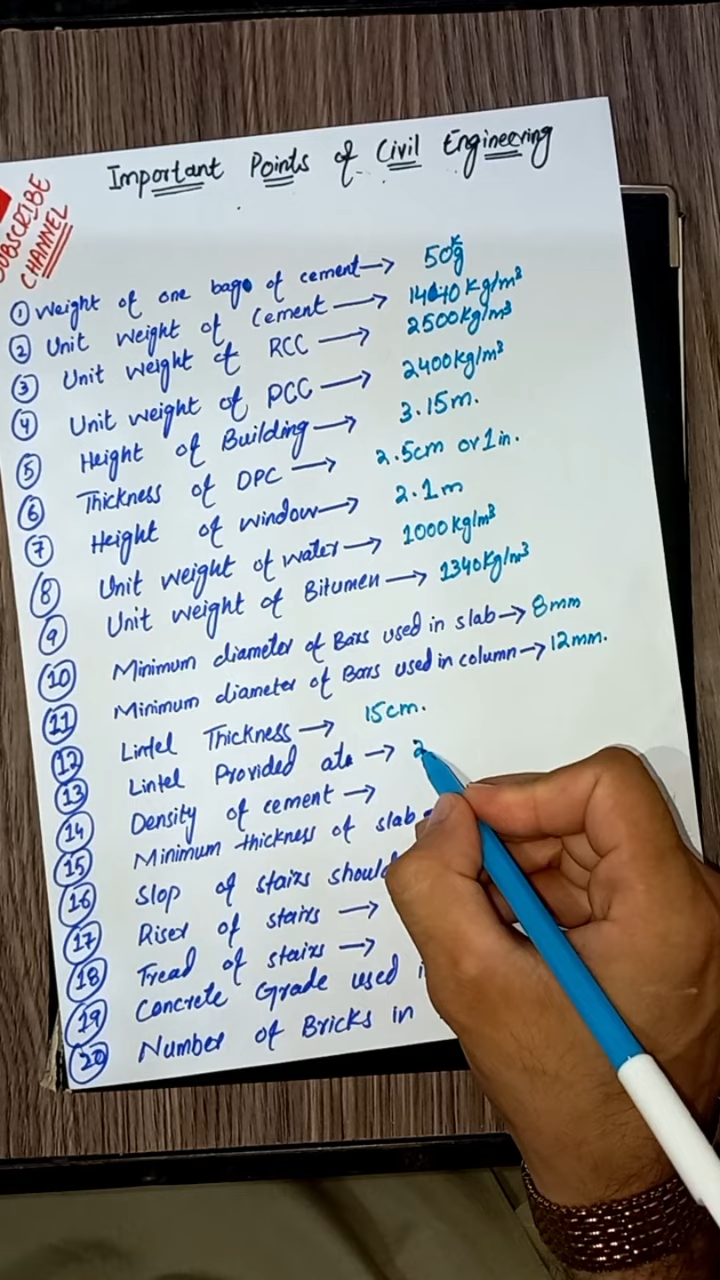 Important Points of Civil Engineering
SUBSCRIBE
CHANNEL
① Weight of one bag of cement → 50kg
② Unit weight of Cement → 1440 Kg/m³
③ Unit weight of RCC → 2500kg/m³
④ Unit weight of PCC → 2400kg/m³
⑤ Height of Building → 3.15m.
⑥ Thickness of DPC → 2.5cm or 1in.
⑦ Height of window → 2.1m
⑧ Unit weight of water → 1000kg/m³
⑨ Unit weight of Bitumen → 1340Kg/m³
⑩ Minimum diameter of Bars used in slab → 8mm
⑪ Minimum diameter of Bars used in column → 12mm.
⑫ Lintel Thickness → 15cm.
⑬ Lintel Provided at → 2
⑭ Density of cement →
⑮ Minimum thickness of slab
⑯ Slop of stairs should
⑰ Riser of stairs →
⑱ Tread of stairs →
⑲ Concrete Grade used
⑳ Number of Bricks in